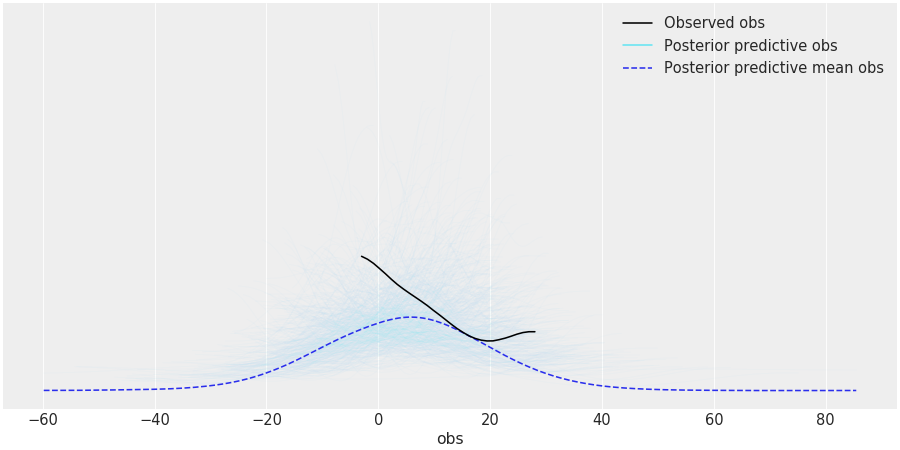 Observed obs
Posterior predictive obs
Posterior predictive mean obs
−60 −40 −20 0 20 40 60 80
obs